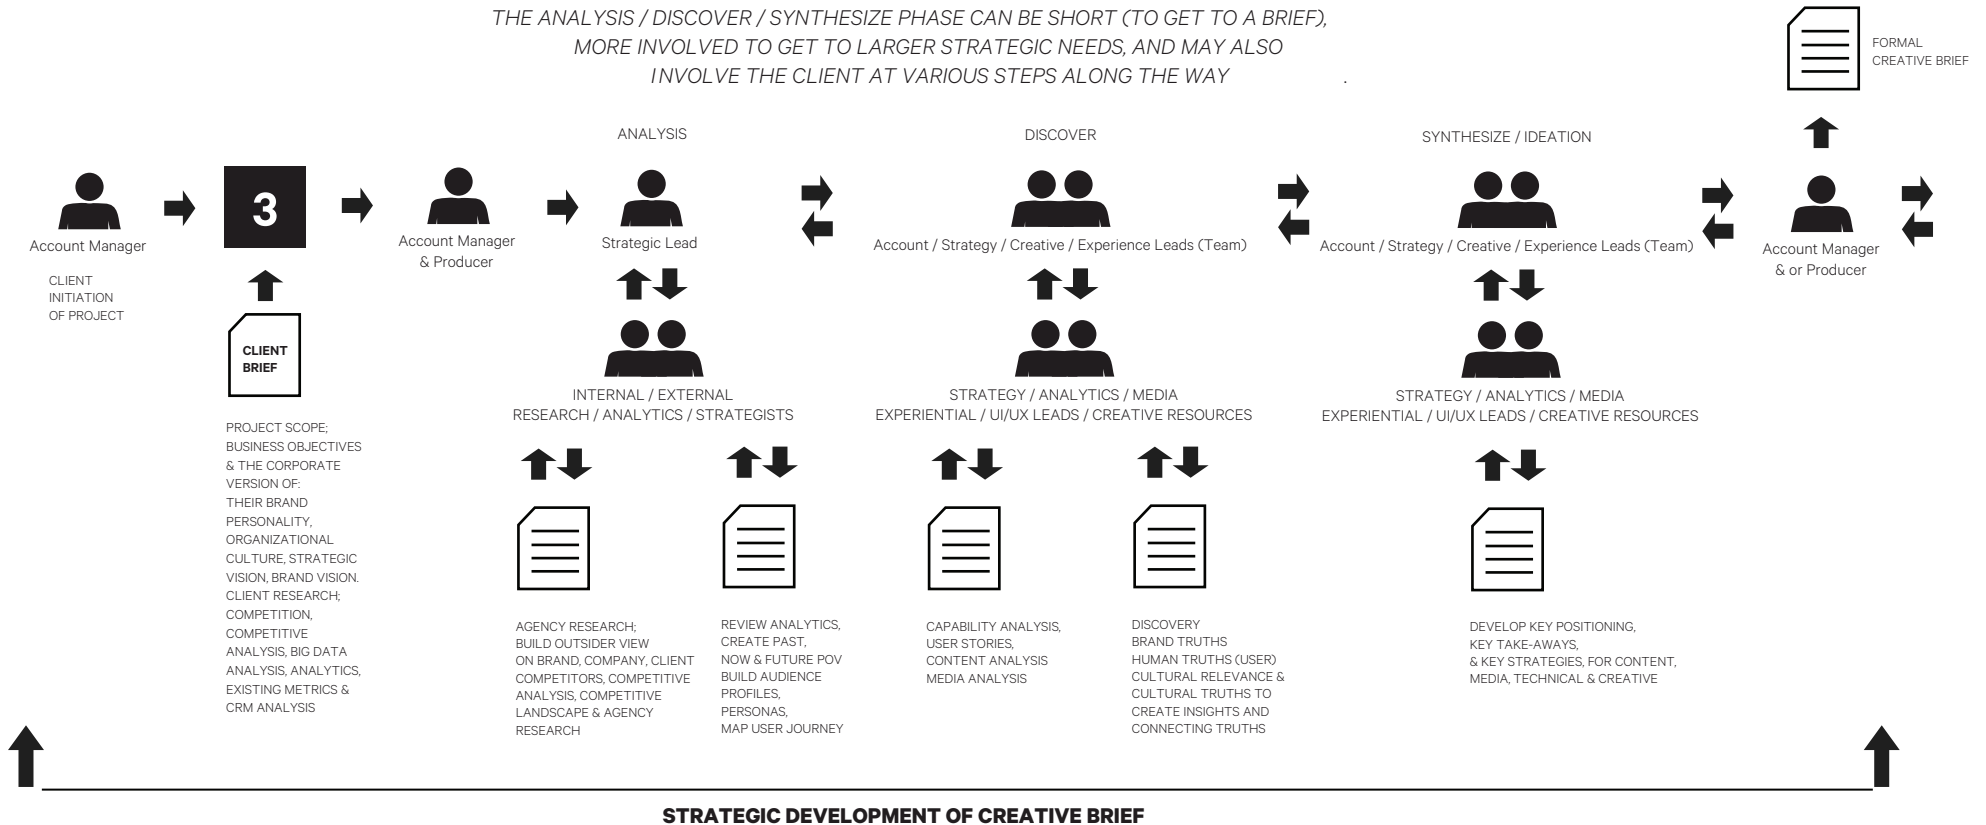 THE ANALYSIS / DISCOVER / SYNTHESIZE PHASE CAN BE SHORT (TO GET TO A BRIEF),
MORE INVOLVED TO GET TO LARGER STRATEGIC NEEDS, AND MAY ALSO
INVOLVE THE CLIENT AT VARIOUS STEPS ALONG THE WAY .
FORMAL
CREATIVE BRIEF
Account Manager
CLIENT
INITIATION
OF PROJECT
3
CLIENT
BRIEF
PROJECT SCOPE;
BUSINESS OBJECTIVES
& THE CORPORATE
VERSION OF:
THEIR BRAND
PERSONALITY,
ORGANIZATIONAL
CULTURE, STRATEGIC
VISION, BRAND VISION.
CLIENT RESEARCH;
COMPETITION,
COMPETITIVE
ANALYSIS, BIG DATA
ANALYSIS, ANALYTICS,
EXISTING METRICS &
CRM ANALYSIS
Account Manager
& Producer
ANALYSIS
Strategic Lead
INTERNAL / EXTERNAL
RESEARCH / ANALYTICS / STRATEGISTS
AGENCY RESEARCH;
BUILD OUTSIDER VIEW
ON BRAND, COMPANY, CLIENT
COMPETITORS, COMPETITIVE
ANALYSIS, COMPETITIVE
LANDSCAPE & AGENCY
RESEARCH
REVIEW ANALYTICS,
CREATE PAST,
NOW & FUTURE POV
BUILD AUDIENCE
PROFILES,
PERSONAS,
MAP USER JOURNEY
DISCOVER
Account / Strategy / Creative / Experience Leads (Team)
STRATEGY / ANALYTICS / MEDIA
EXPERIENTIAL / UI/UX LEADS / CREATIVE RESOURCES
CAPABILITY ANALYSIS,
USER STORIES,
CONTENT ANALYSIS
MEDIA ANALYSIS
DISCOVERY
BRAND TRUTHS
HUMAN TRUTHS (USER)
CULTURAL RELEVANCE &
CULTURAL TRUTHS TO
CREATE INSIGHTS AND
CONNECTING TRUTHS
SYNTHESIZE / IDEATION
Account / Strategy / Creative / Experience Leads (Team)
STRATEGY / ANALYTICS / MEDIA
EXPERIENTIAL / UI/UX LEADS / CREATIVE RESOURCES
DEVELOP KEY POSITIONING,
KEY TAKE-AWAYS,
& KEY STRATEGIES, FOR CONTENT,
MEDIA, TECHNICAL & CREATIVE
Account Manager
& or Producer
STRATEGIC DEVELOPMENT OF CREATIVE BRIEF